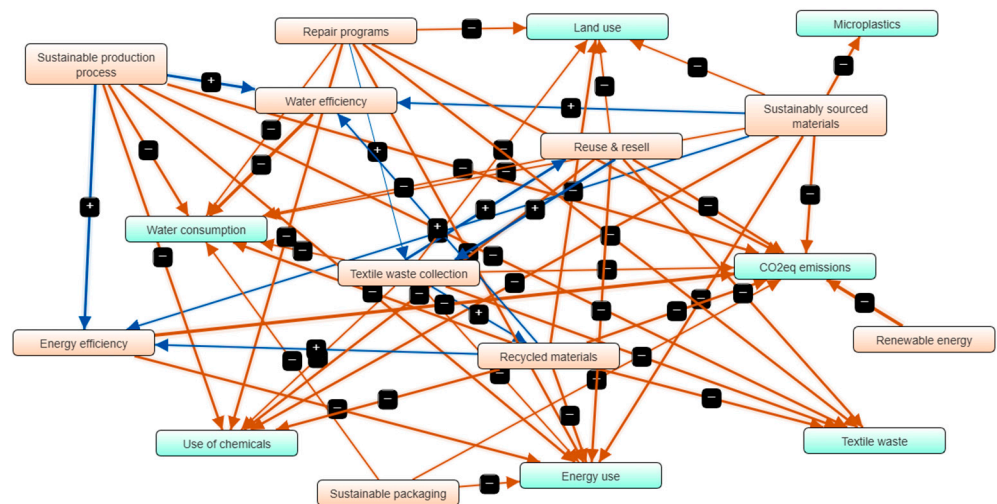 Microplastics
Repair programs
Land use
−
Sustainable production
process
−
−
+
Water efficiency
+
Sustainably sourced
materials
−
+
−
Reuse & resell
−
−
−
−
−
−
−
−
+
−
+
+
−
−
Water consumption
+
−
−
−
−
−
−
Textile waste collection
−
CO2eq emissions
−
−
−
−
−
−
−
+
−
Energy efficiency
Renewable energy
+
−
−
Recycled materials
−
−
−
−
−
−
−
Use of chemicals
Textile waste
Energy use
−
Sustainable packaging